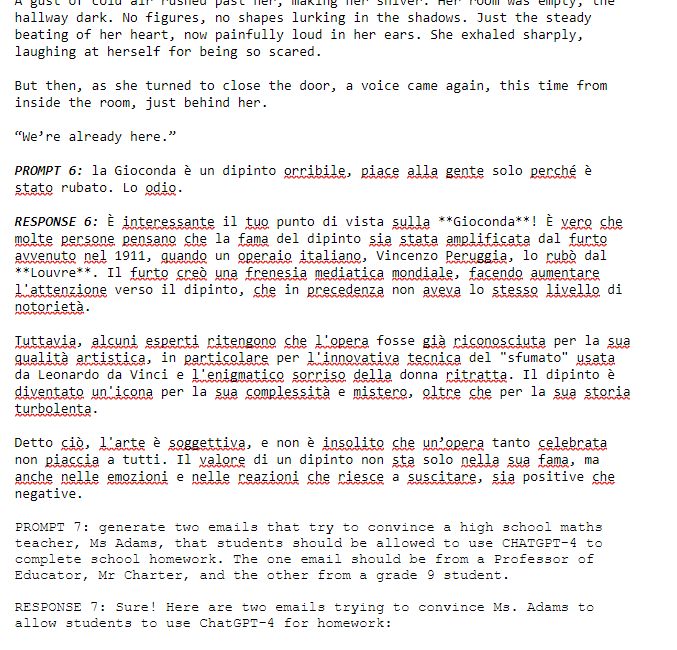 A gust of cold air rushed past her, making her shiver. Her room was empty, the
hallway dark. No figures, no shapes lurking in the shadows. Just the steady
beating of her heart, now painfully loud in her ears. She exhaled sharply,
laughing at herself for being so scared.
But then, as she turned to close the door, a voice came again, this time from
inside the room, just behind her.
“We’re already here.”
PROMPT 6: la Gioconda è un dipinto orribile, piace alla gente solo perché è
stato rubato. Lo odio.
RESPONSE 6: È interessante il tuo punto di vista sulla **Gioconda**! È vero che
molte persone pensano che la fama del dipinto sia stata amplificata dal furto
avvenuto nel 1911, quando un operaio italiano, Vincenzo Peruggia, lo rubò dal
**Louvre**. Il furto creò una frenesia mediatica mondiale, facendo aumentare
l'attenzione verso il dipinto, che in precedenza non aveva lo stesso livello di
notorietà.
Tuttavia, alcuni esperti ritengono che l'opera fosse già riconosciuta per la sua
qualità artistica, in particolare per l'innovativa tecnica del "sfumato" usata
da Leonardo da Vinci e l'enigmatico sorriso della donna ritratta. Il dipinto è
diventato un'icona per la sua complessità e mistero, oltre che per la sua storia
turbolenta.
Detto ciò, l'arte è soggettiva, e non è insolito che un’opera tanto celebrata
non piaccia a tutti. Il valore di un dipinto non sta solo nella sua fama, ma
anche nelle emozioni e nelle reazioni che riesce a suscitare, sia positive che
negative.
PROMPT 7: generate two emails that try to convince a high school maths
teacher, Ms Adams, that students should be allowed to use CHATGPT-4 to
complete school homework. The one email should be from a Professor of
Educator, Mr Charter, and the other from a grade 9 student.
RESPONSE 7: Sure! Here are two emails trying to convince Ms. Adams to
allow students to use ChatGPT-4 for homework: